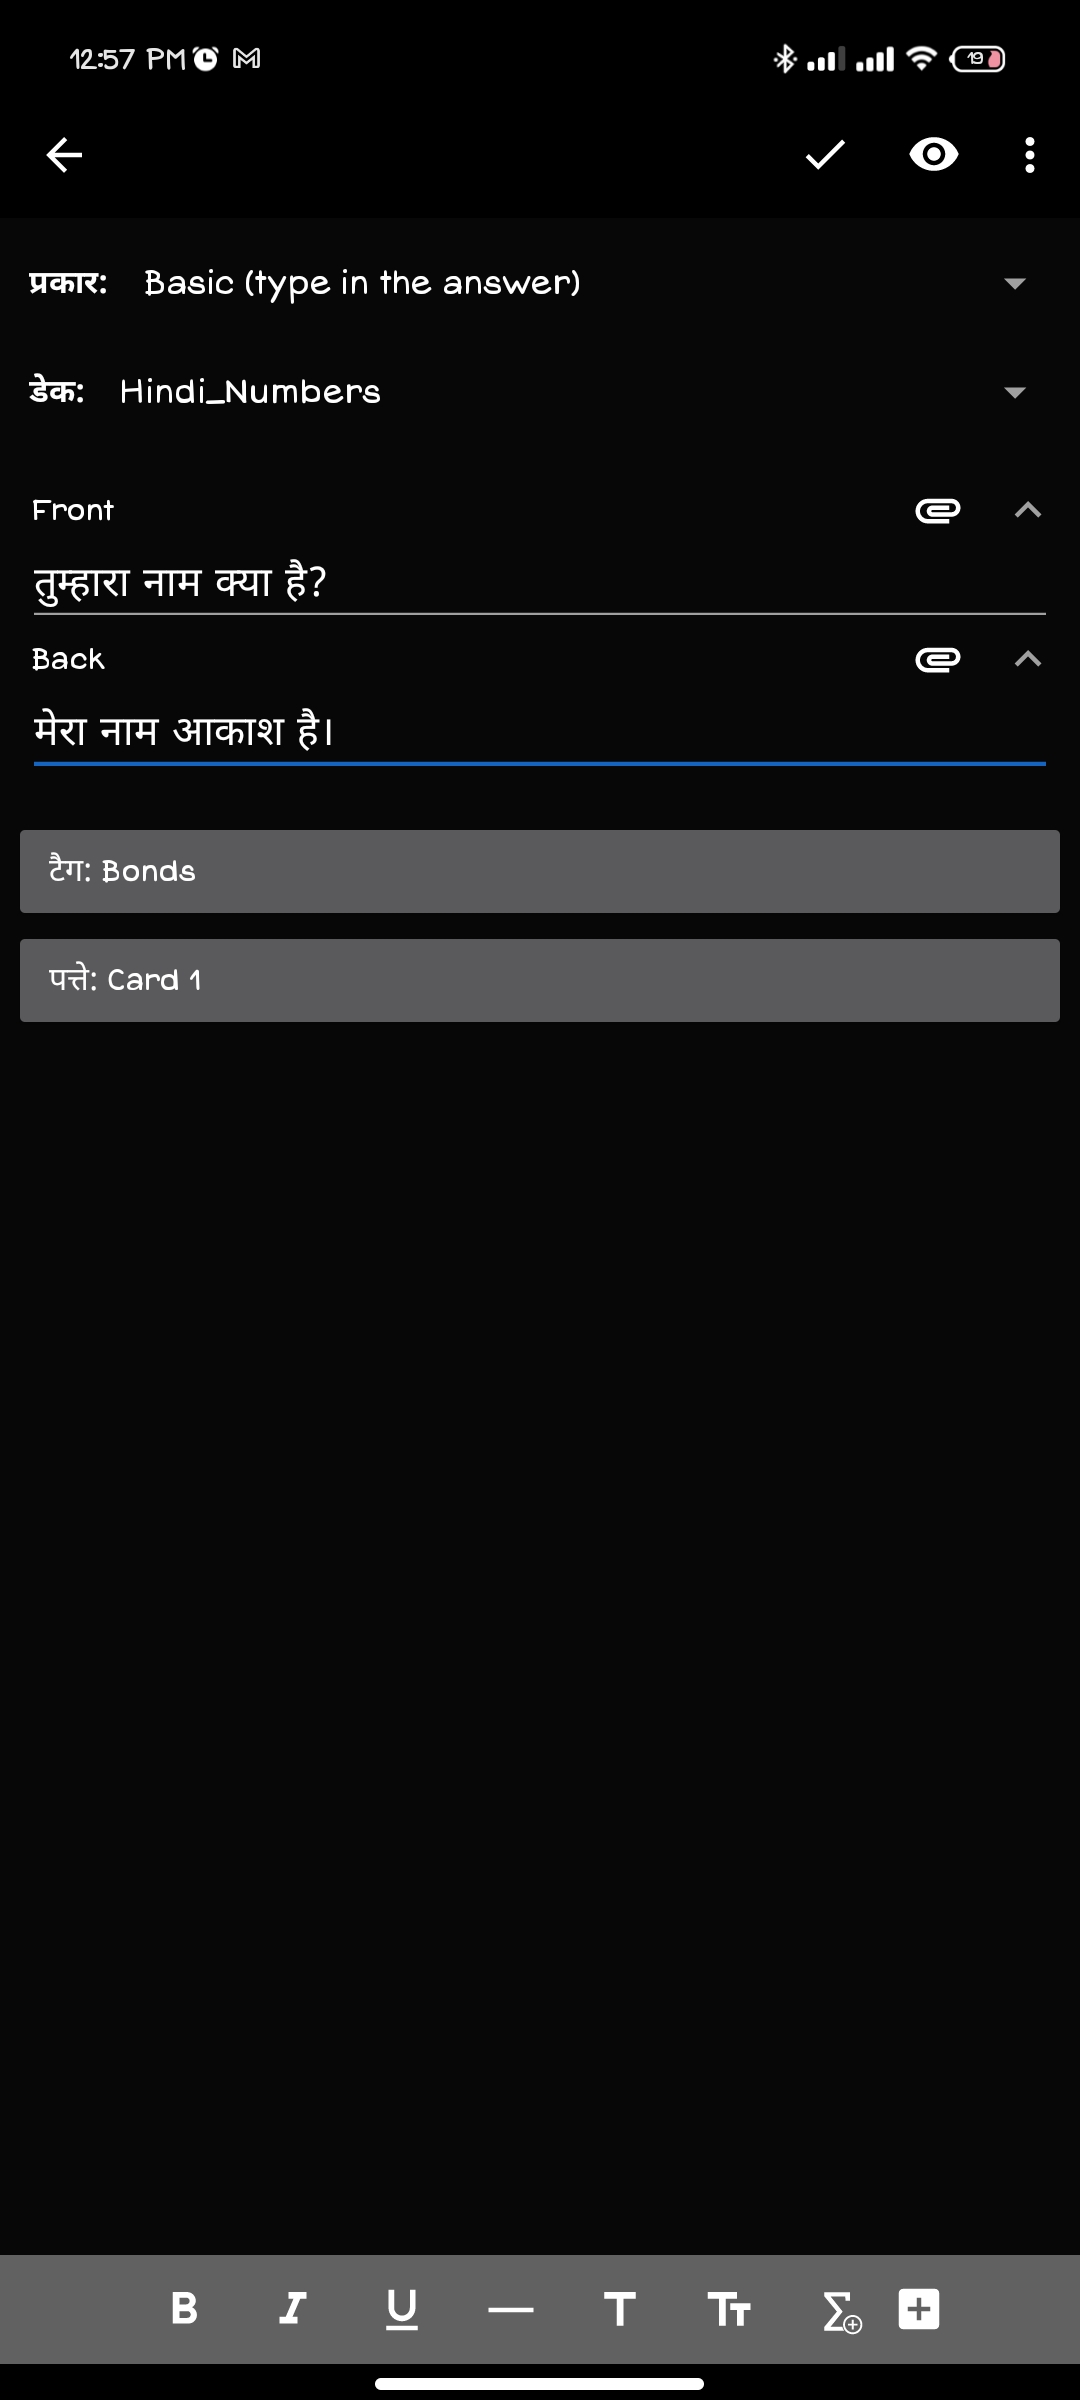 12:57 PM
19
प्रकार: Basic (type in the answer)
डेक: Hindi_Numbers
Front
तुम्हारा नाम क्या है?
Back
मेरा नाम आकाश है।
टैग: Bonds
पत्ते: Card 1
B I U T TT